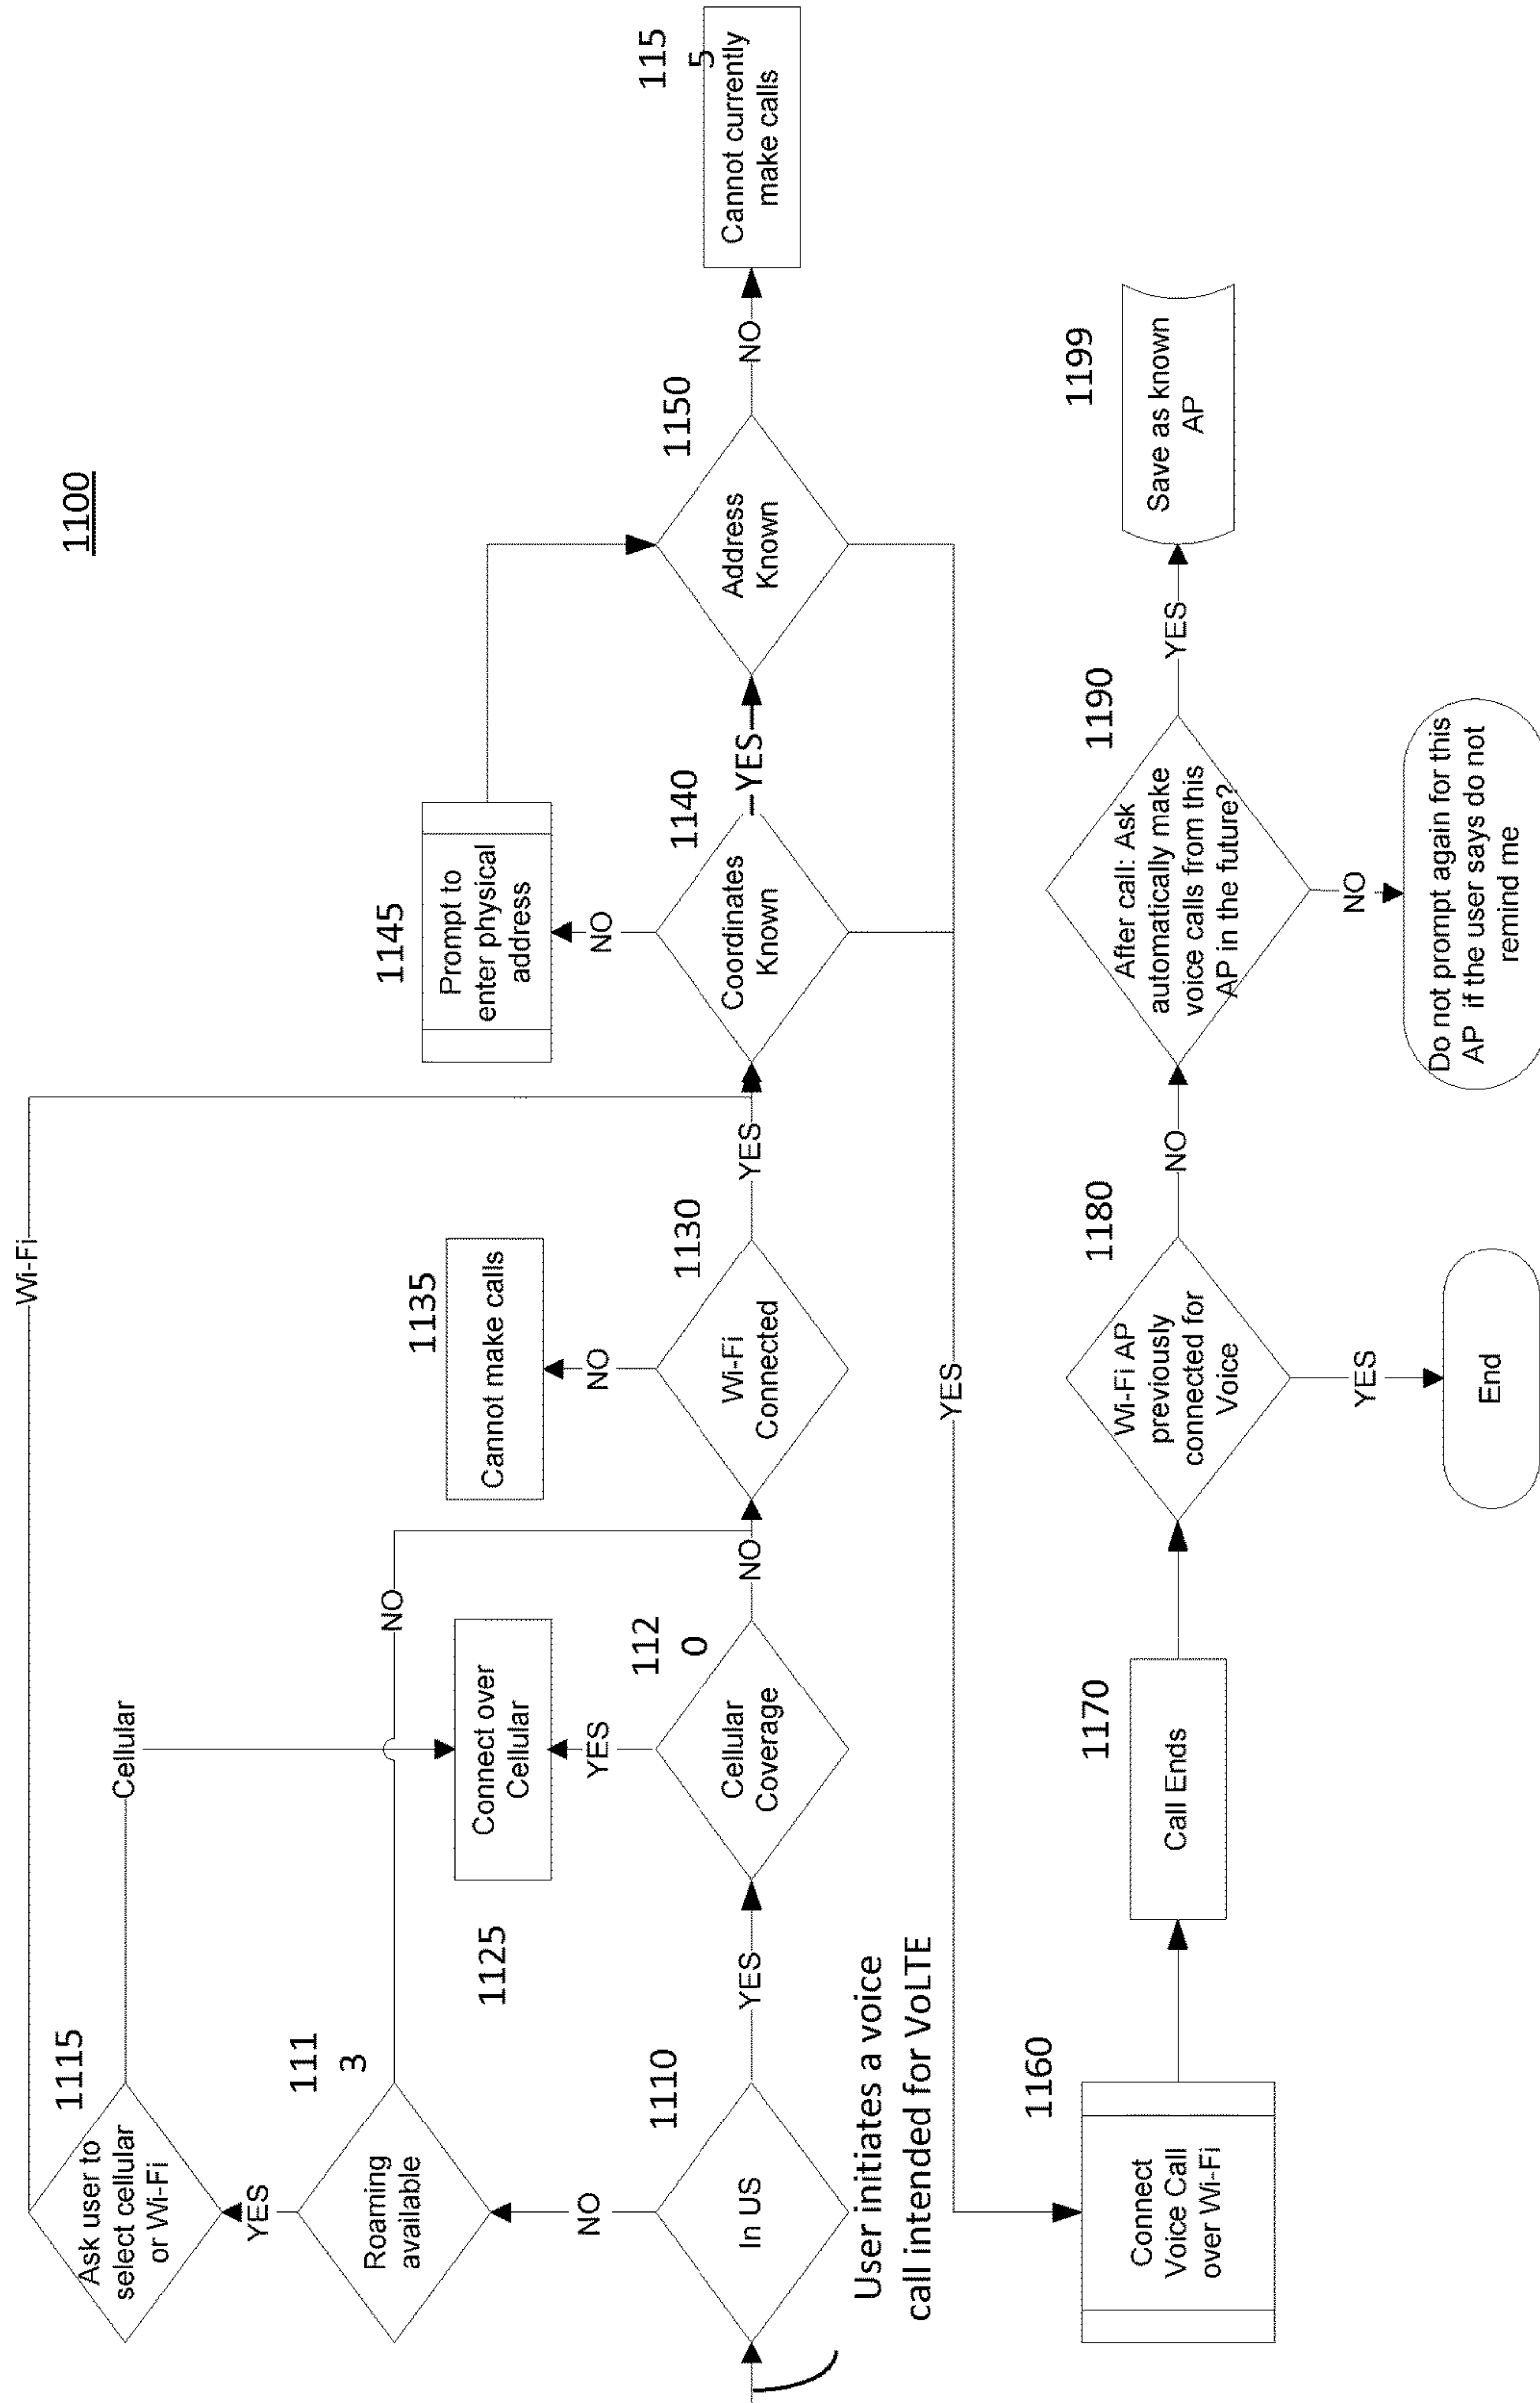 1100
Wi-Fi
1115
Ask user to
select cellular
or Wi-Fi
Cellular
YES
111
3
Roaming
available
NO
1125
Connect over
Cellular
1135
Cannot make calls
1145
Prompt to
enter physical
address
NO
YES
NO
NO
1110
In US
YES
112
0
Cellular
Coverage
NO
1130
Wi-Fi
Connected
YES
1140
Coordinates
Known
YES
1150
Address
Known
NO
115
5
Cannot currently
make calls
User initiates a voice
call intended for VoLTE
YES
1160
Connect
Voice Call
over Wi-Fi
1170
Call Ends
1180
Wi-Fi AP
previously
connected for
Voice
NO
1190
After call: Ask
automatically make
voice calls from this
AP in the future?
YES
1199
Save as known
AP
YES
End
NO
Do not prompt again for this
AP if the user says do not
remind me